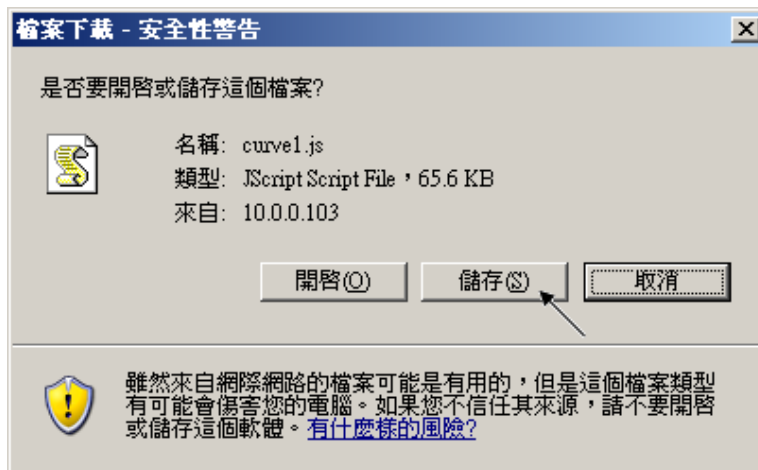 檔案下載 - 安全性警告
是否要開啓或儲存這個檔案?
名稱: curve1.js
類型: JScript Script File，65.6 KB
來自: 10.0.0.103
開啓(O) 儲存(S) 取消
雖然來自網際網路的檔案可能是有用的，但是這個檔案類型
有可能會傷害您的電腦。如果您不信任其來源，請不要開啓
或儲存這個軟體。有什麼樣的風險?